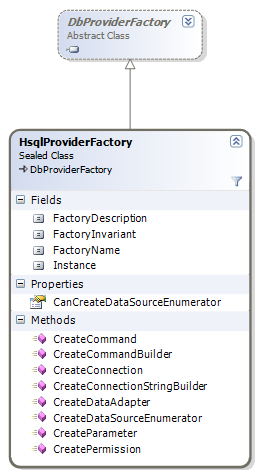 DbProviderFactory
Abstract Class
HsqlProviderFactory
Sealed Class
DbProviderFactory
Fields
FactoryDescription
FactoryInvariant
FactoryName
Instance
Properties
CanCreateDataSourceEnumerator
Methods
CreateCommand
CreateCommandBuilder
CreateConnection
CreateConnectionStringBuilder
CreateDataAdapter
CreateDataSourceEnumerator
CreateParameter
CreatePermission